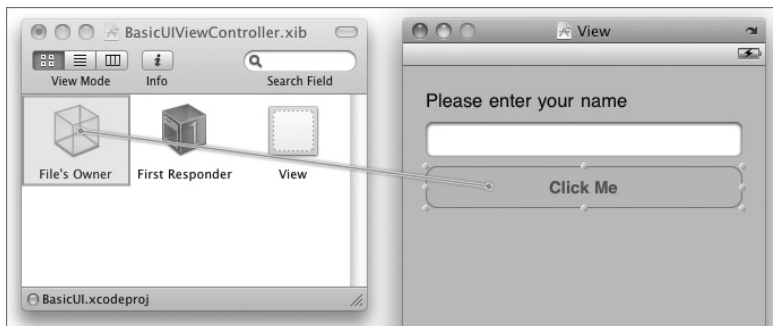 BasicUIViewController.xib
View Mode
Info
Search Field
File's Owner
First Responder
View
BasicUI.xcodeproj
View
Please enter your name
Click Me